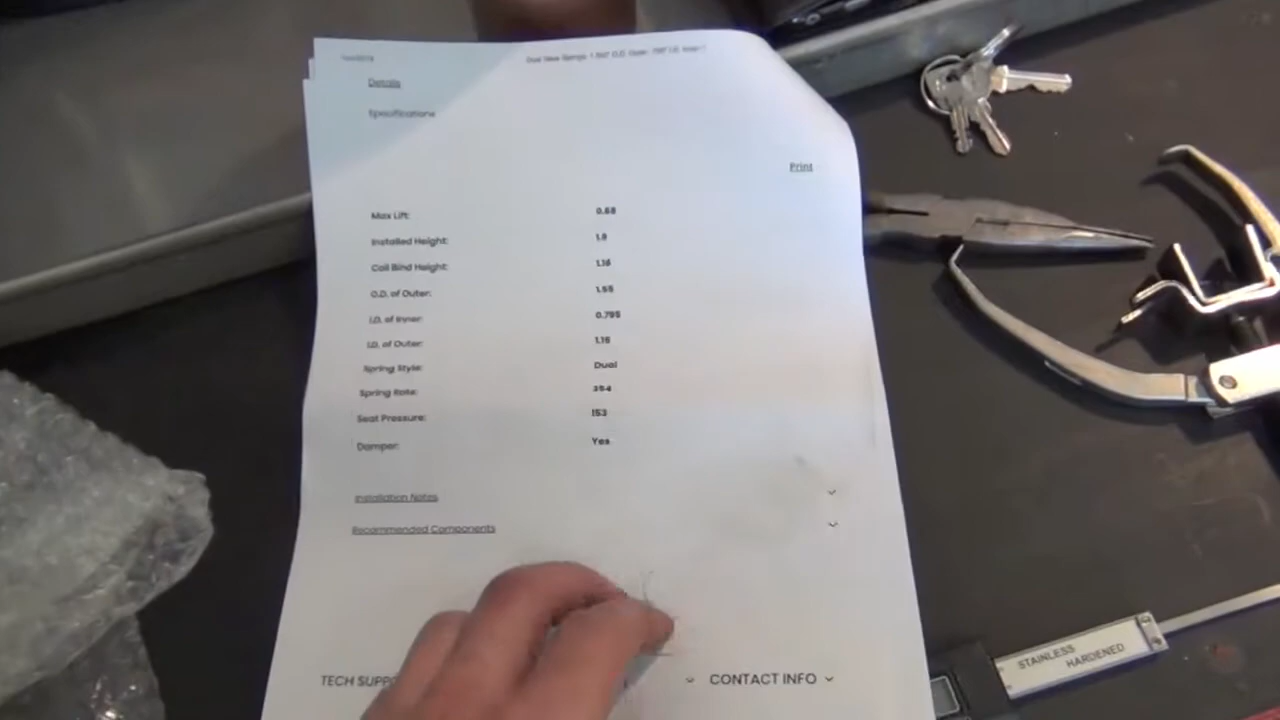 Details
Specifications
Print
Max Lift: 0.68
Installed Height: 1.9
Coil Bind Height: 1.16
O.D. of Outer: 1.55
I.D. of Inner: 0.795
I.D. of Outer: 1.16
Spring Style: Dual
Spring Rate:
Seat Pressure: 153
Damper: Yes
Installation Notes
Recommended Components
TECH CONTACT INFO
STAINLESS
HARDENED